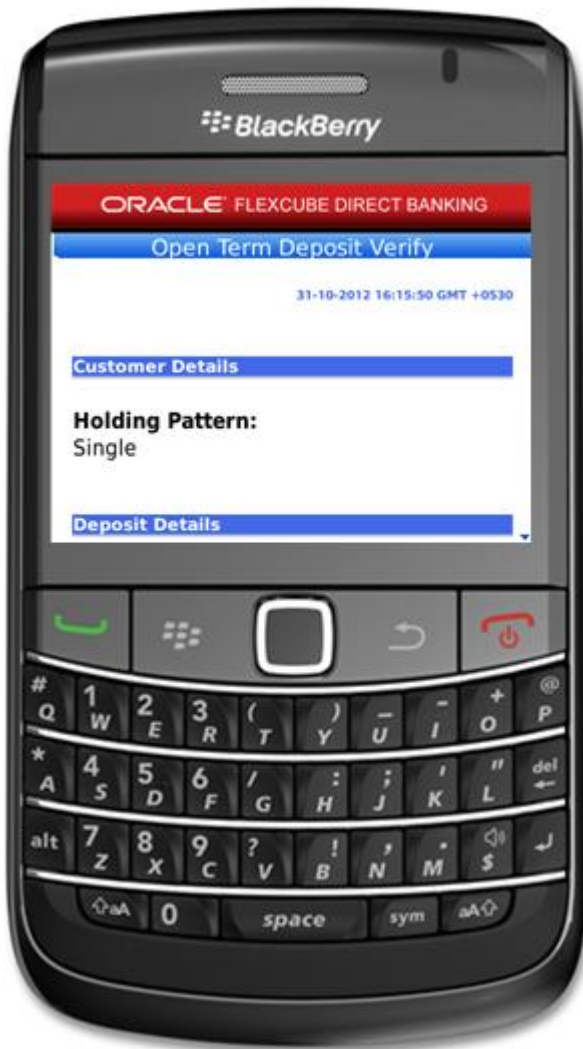 BlackBerry
ORACLE FLEXCUBE DIRECT BANKING
Open Term Deposit Verify
31-10-2012 16:15:50 GMT +0530
Customer Details
Holding Pattern:
Single
Deposit Details
# 1 2 3 ( ) _ - + @
Q W E R T Y U I O P
* 4 5 6 / : ; ' " del
A S D F G H J K L
alt 7 8 9 ? ! , .
Z X C V B N M $
aA 0 space sym aA